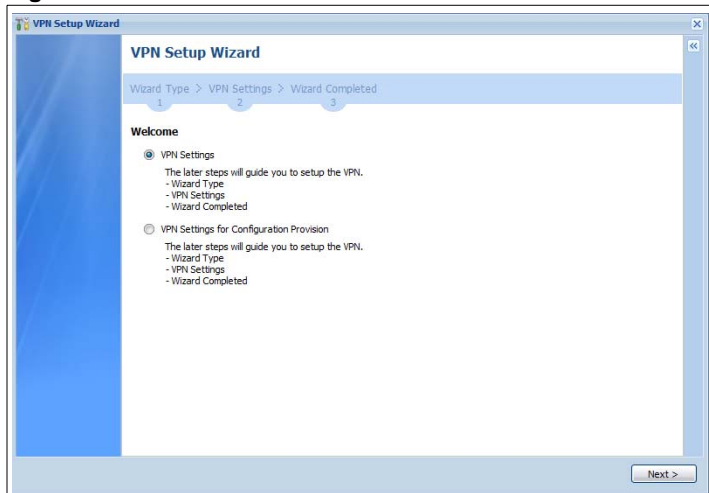 VPN Setup Wizard
VPN Setup Wizard
Wizard Type > VPN Settings > Wizard Completed
1 2 3
Welcome
VPN Settings
The later steps will guide you to setup the VPN.
- Wizard Type
- VPN Settings
- Wizard Completed
VPN Settings for Configuration Provision
The later steps will guide you to setup the VPN.
- Wizard Type
- VPN Settings
- Wizard Completed
Next >